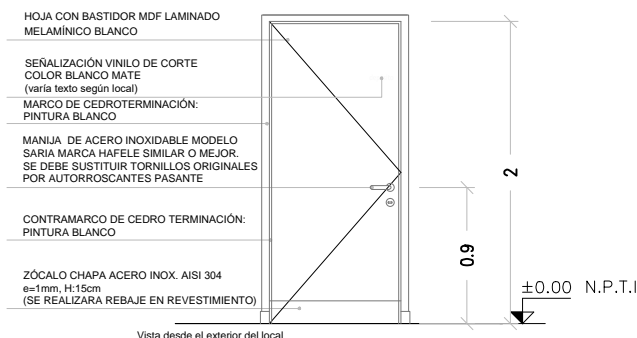 HOJA CON BASTIDOR MDF LAMINADO
MELAMÍNICO BLANCO
SEÑALIZACIÓN VINILO DE CORTE
COLOR BLANCO MATE
(varía texto según local)
MARCO DE CEDROTERMINACIÓN:
PINTURA BLANCO
MANIJA DE ACERO INOXIDABLE MODELO
SARIA MARCA HAFELE SIMILAR O MEJOR.
SE DEBE SUSTITUIR TORNILLOS ORIGINALES
POR AUTORROSCANTES PASANTE
CONTRAMARCO DE CEDRO TERMINACIÓN:
PINTURA BLANCO
ZÓCALO CHAPA ACERO INOX. AISI 304
e=1mm, H:15cm
(SE REALIZARA REBAJE EN REVESTIMIENTO)
Vista desde el exterior del local
2
0.9
±0.00 N.P.T.I